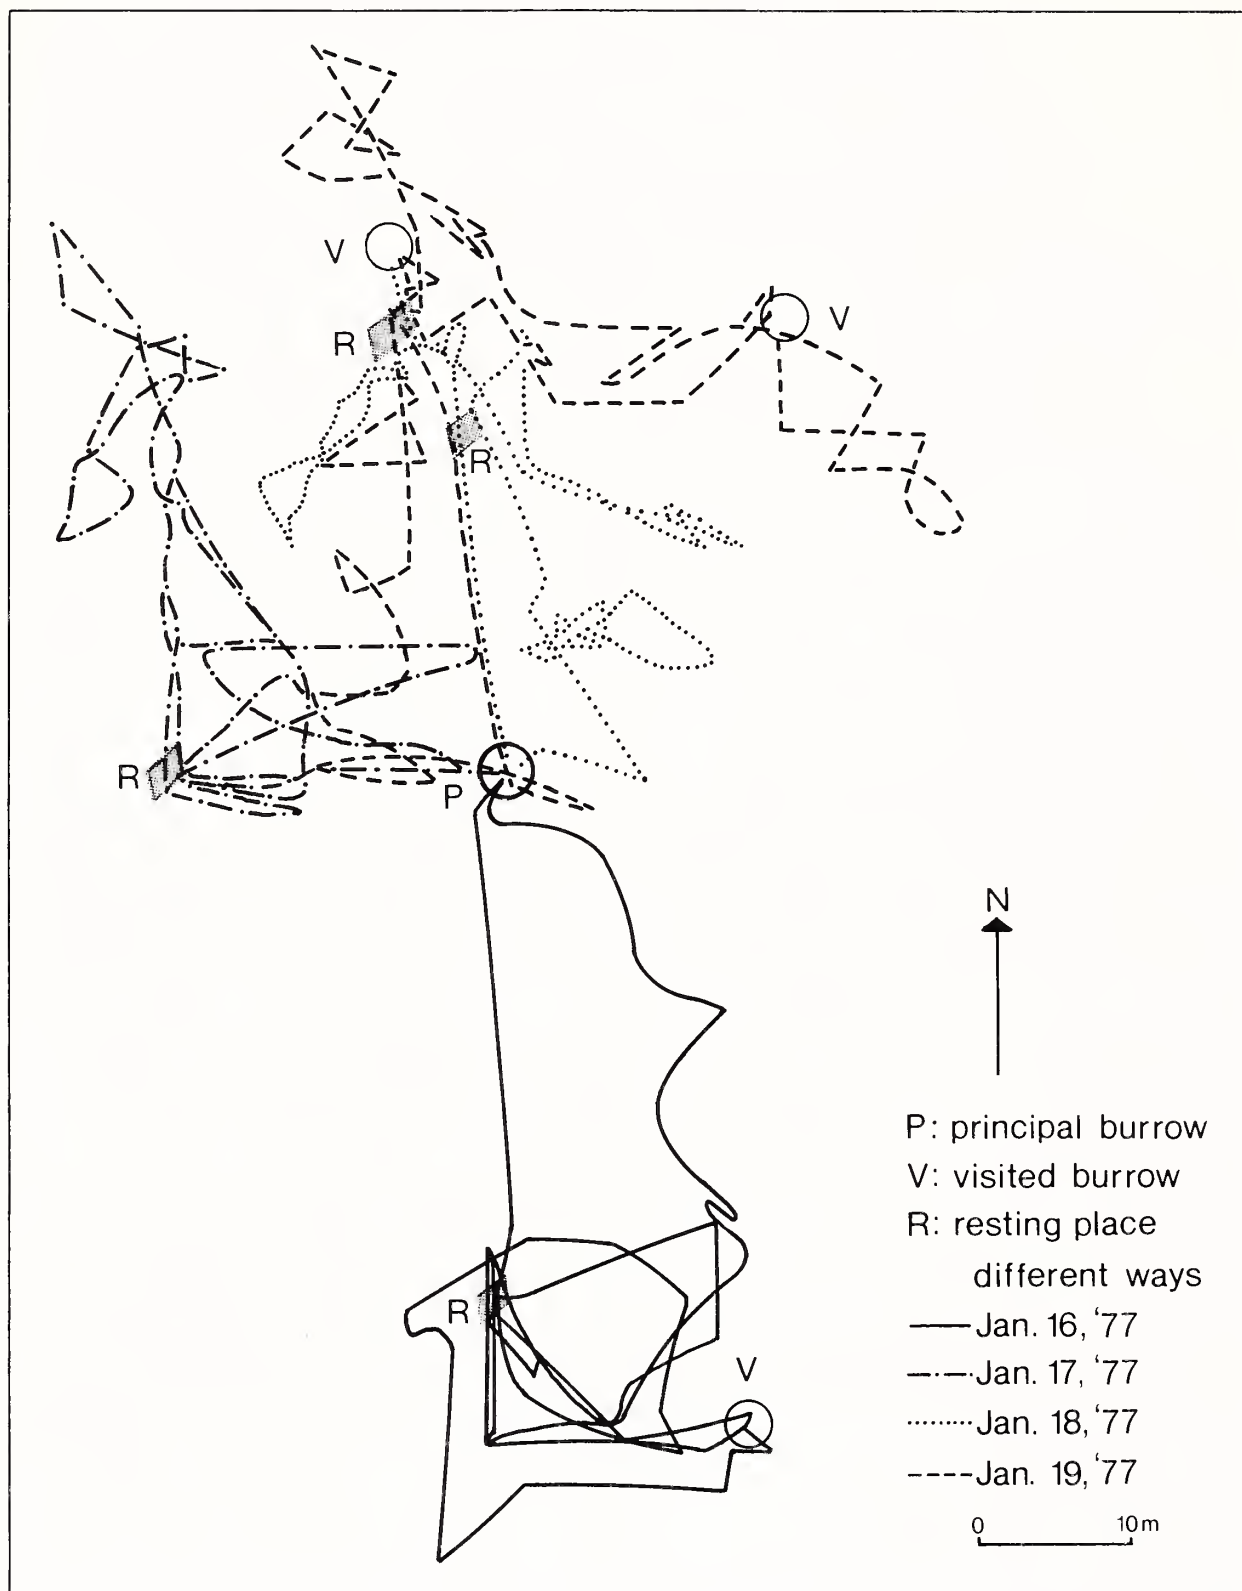 V
V
R
R
R
P
N
P: principal burrow
V: visited burrow
R: resting place
different ways
Jan. 16, '77
R
V
Jan. 17, '77
Jan. 18, '77
Jan. 19, '77
0 10m